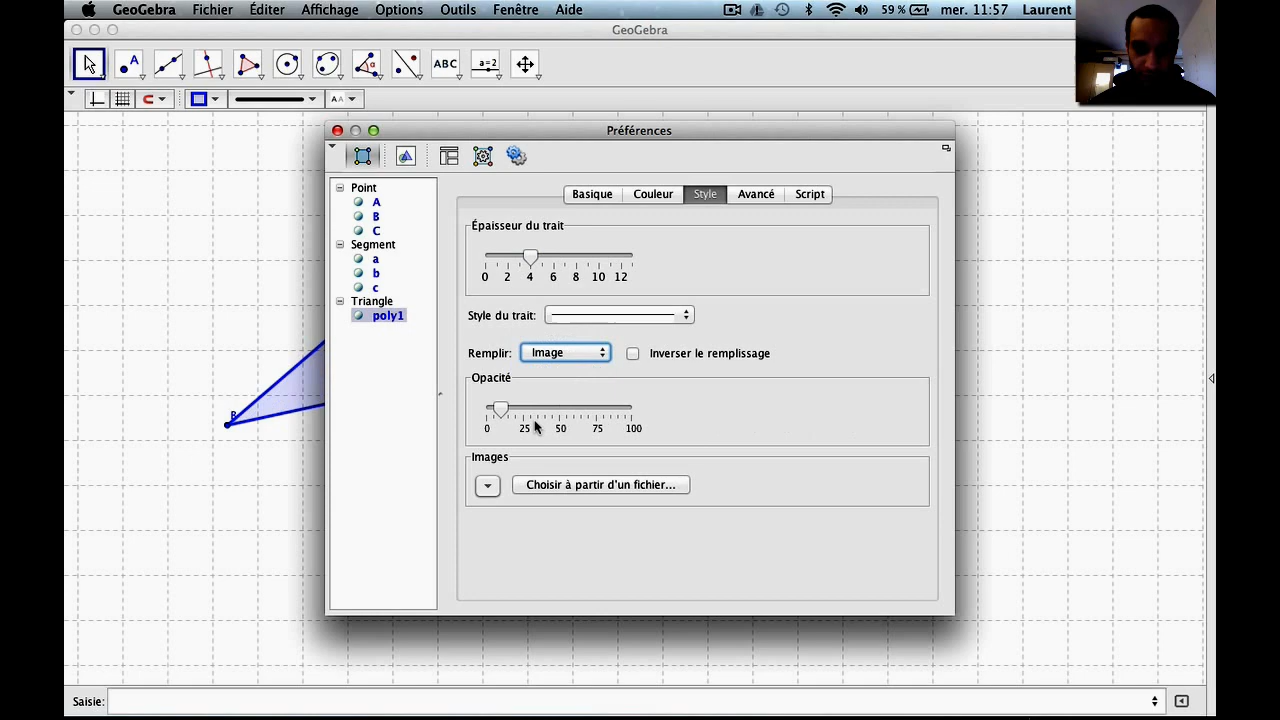 GeoGebra Fichier Éditer Affichage Options Outils Fenêtre Aide 59 % mer. 11:57 Laurent
GeoGebra
A α ABC a=2
A A
Préférences
Basique Couleur Style Avancé Script
Point
A
B
C
Segment
a
b
c
Triangle
poly1
Épaisseur du trait
0 2 4 6 8 10 12
Style du trait:
Remplir: Image Inverser le remplissage
Opacité
0 25 50 75 100
Images
Choisir à partir d'un fichier...
B
Saisie: